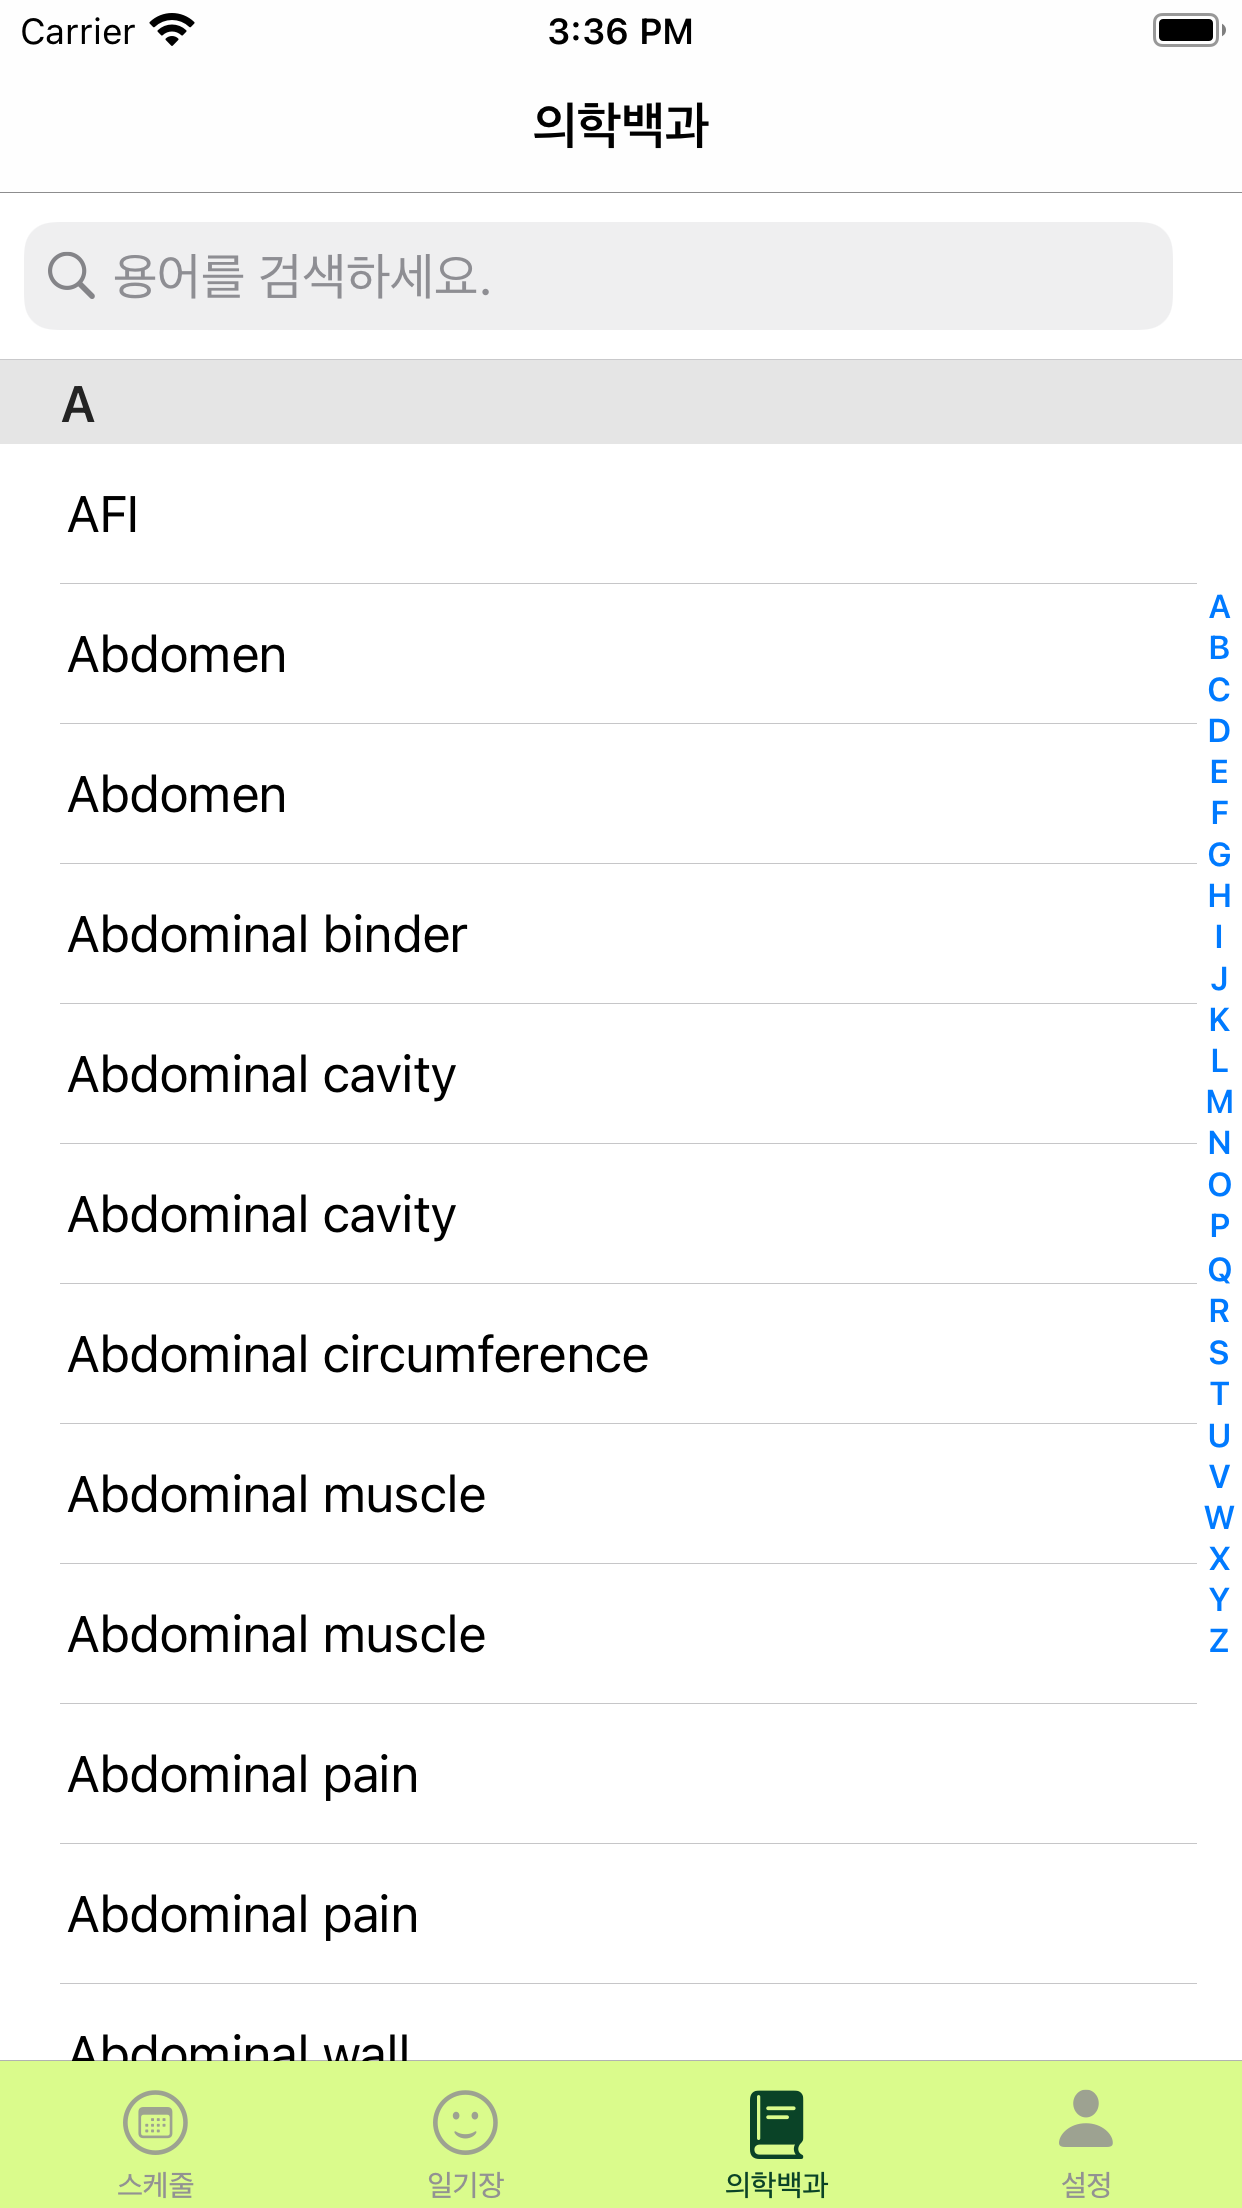 Carrier 3:36 PM
의학백과
용어를 검색하세요.
A
AFI
Abdomen
Abdomen
Abdominal binder
Abdominal cavity
Abdominal cavity
Abdominal circumference
Abdominal muscle
Abdominal muscle
Abdominal pain
Abdominal pain
Abdominal wall
A
B
C
D
E
F
G
H
I
J
K
L
M
N
O
P
Q
R
S
T
U
V
W
X
Y
Z
스케줄 일기장 의학백과 설정